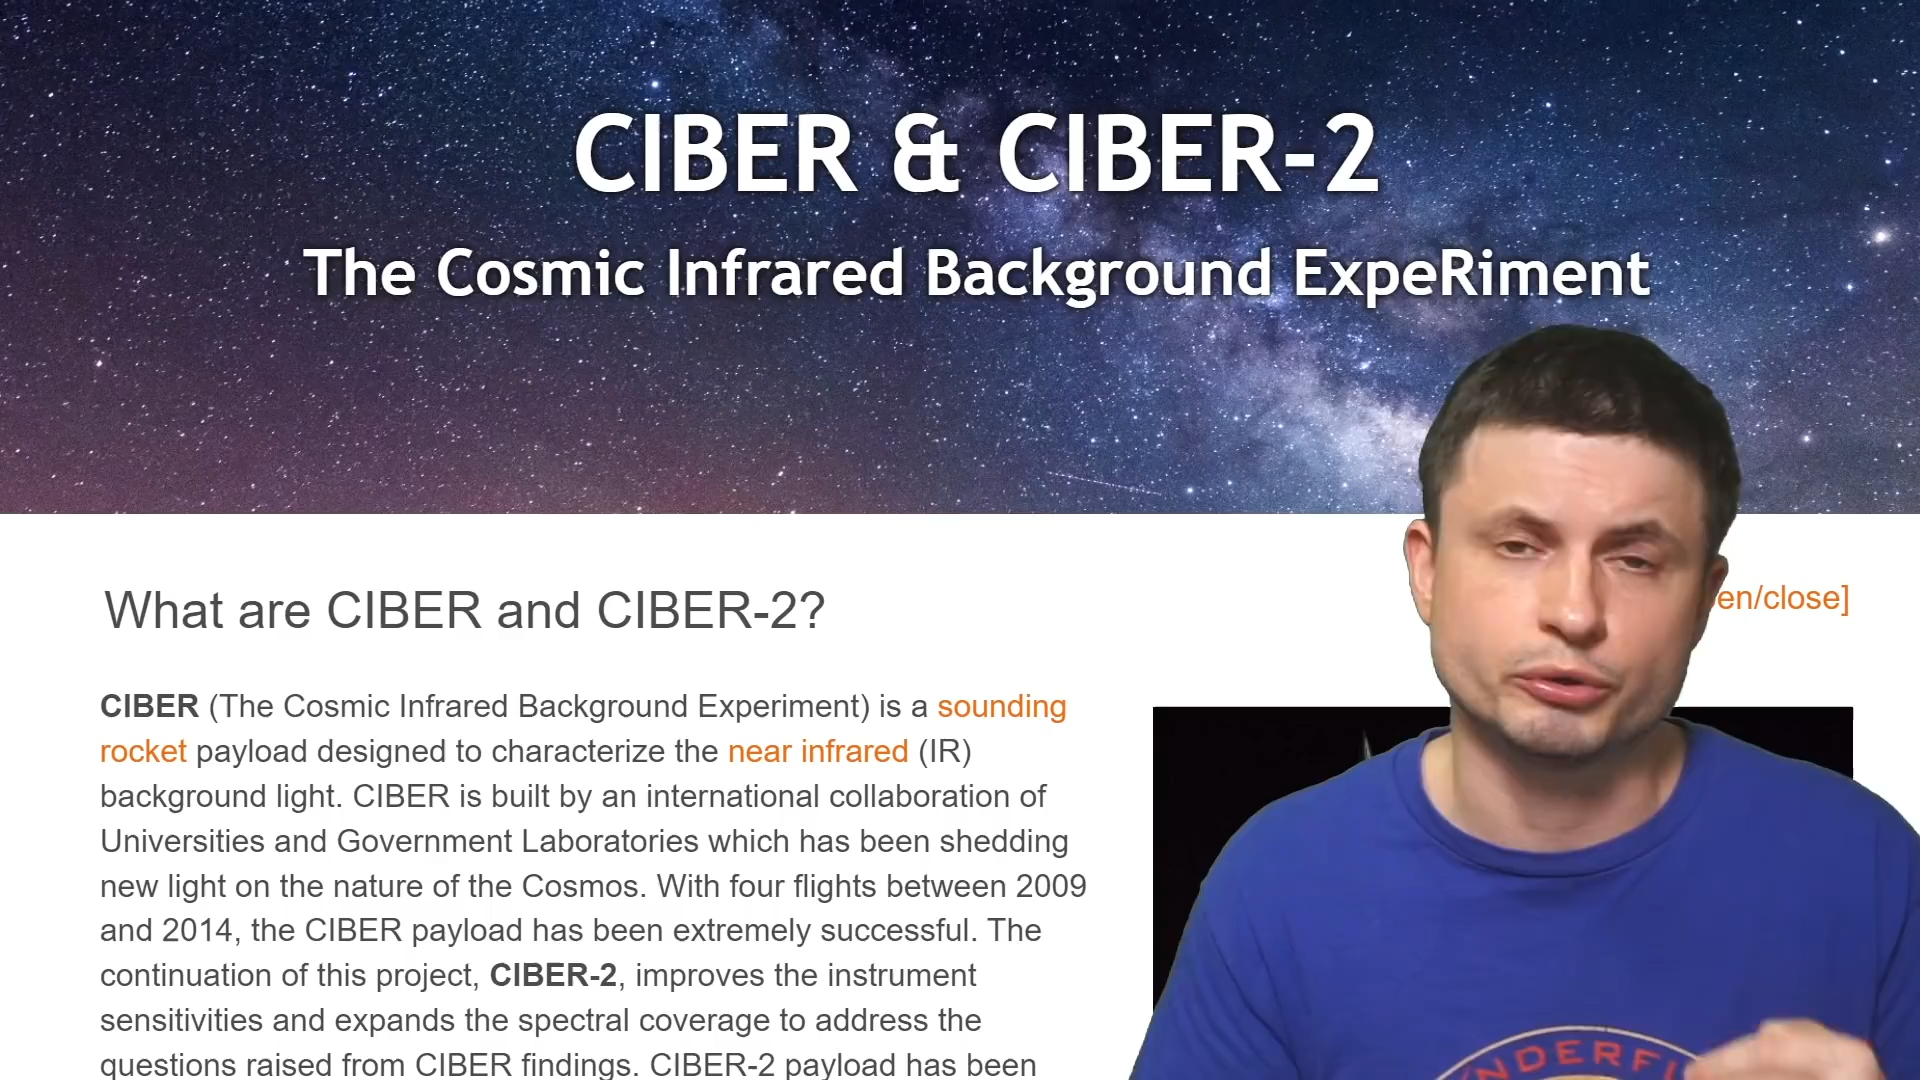 CIBER & CIBER-2
The Cosmic Infrared Background ExpeRiment
What are CIBER and CIBER-2?
en/close]
CIBER (The Cosmic Infrared Background Experiment) is a sounding
rocket payload designed to characterize the near infrared (IR)
background light. CIBER is built by an international collaboration of
Universities and Government Laboratories which has been shedding
new light on the nature of the Cosmos. With four flights between 2009
and 2014, the CIBER payload has been extremely successful. The
continuation of this project, CIBER-2, improves the instrument
sensitivities and expands the spectral coverage to address the
questions raised from CIBER findings. CIBER-2 payload has been